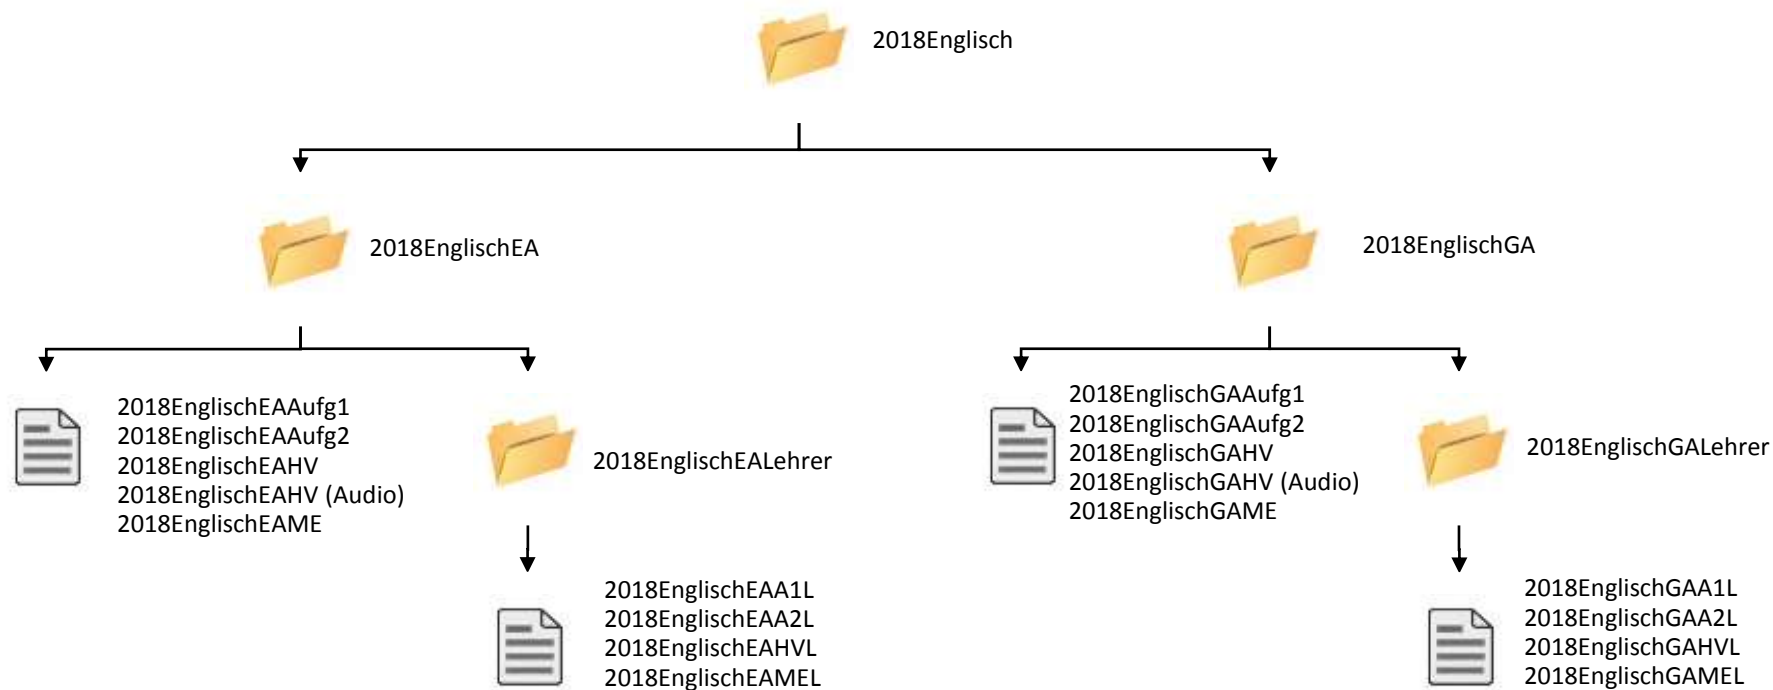 2018Englisch
2018EnglischEA
2018EnglischGA
2018EnglischEAAufg1
2018EnglischEAAufg2
2018EnglischEAHV
2018EnglischEAHV (Audio)
2018EnglischEAME
2018EnglischEALehrer
2018EnglischEAA1L
2018EnglischEAA2L
2018EnglischEAHVL
2018EnglischEAMEL
2018EnglischGAAufg1
2018EnglischGAAufg2
2018EnglischGAHV
2018EnglischGAHV (Audio)
2018EnglischGAME
2018EnglischGALehrer
2018EnglischGAA1L
2018EnglischGAA2L
2018EnglischGAHVL
2018EnglischGAMEL